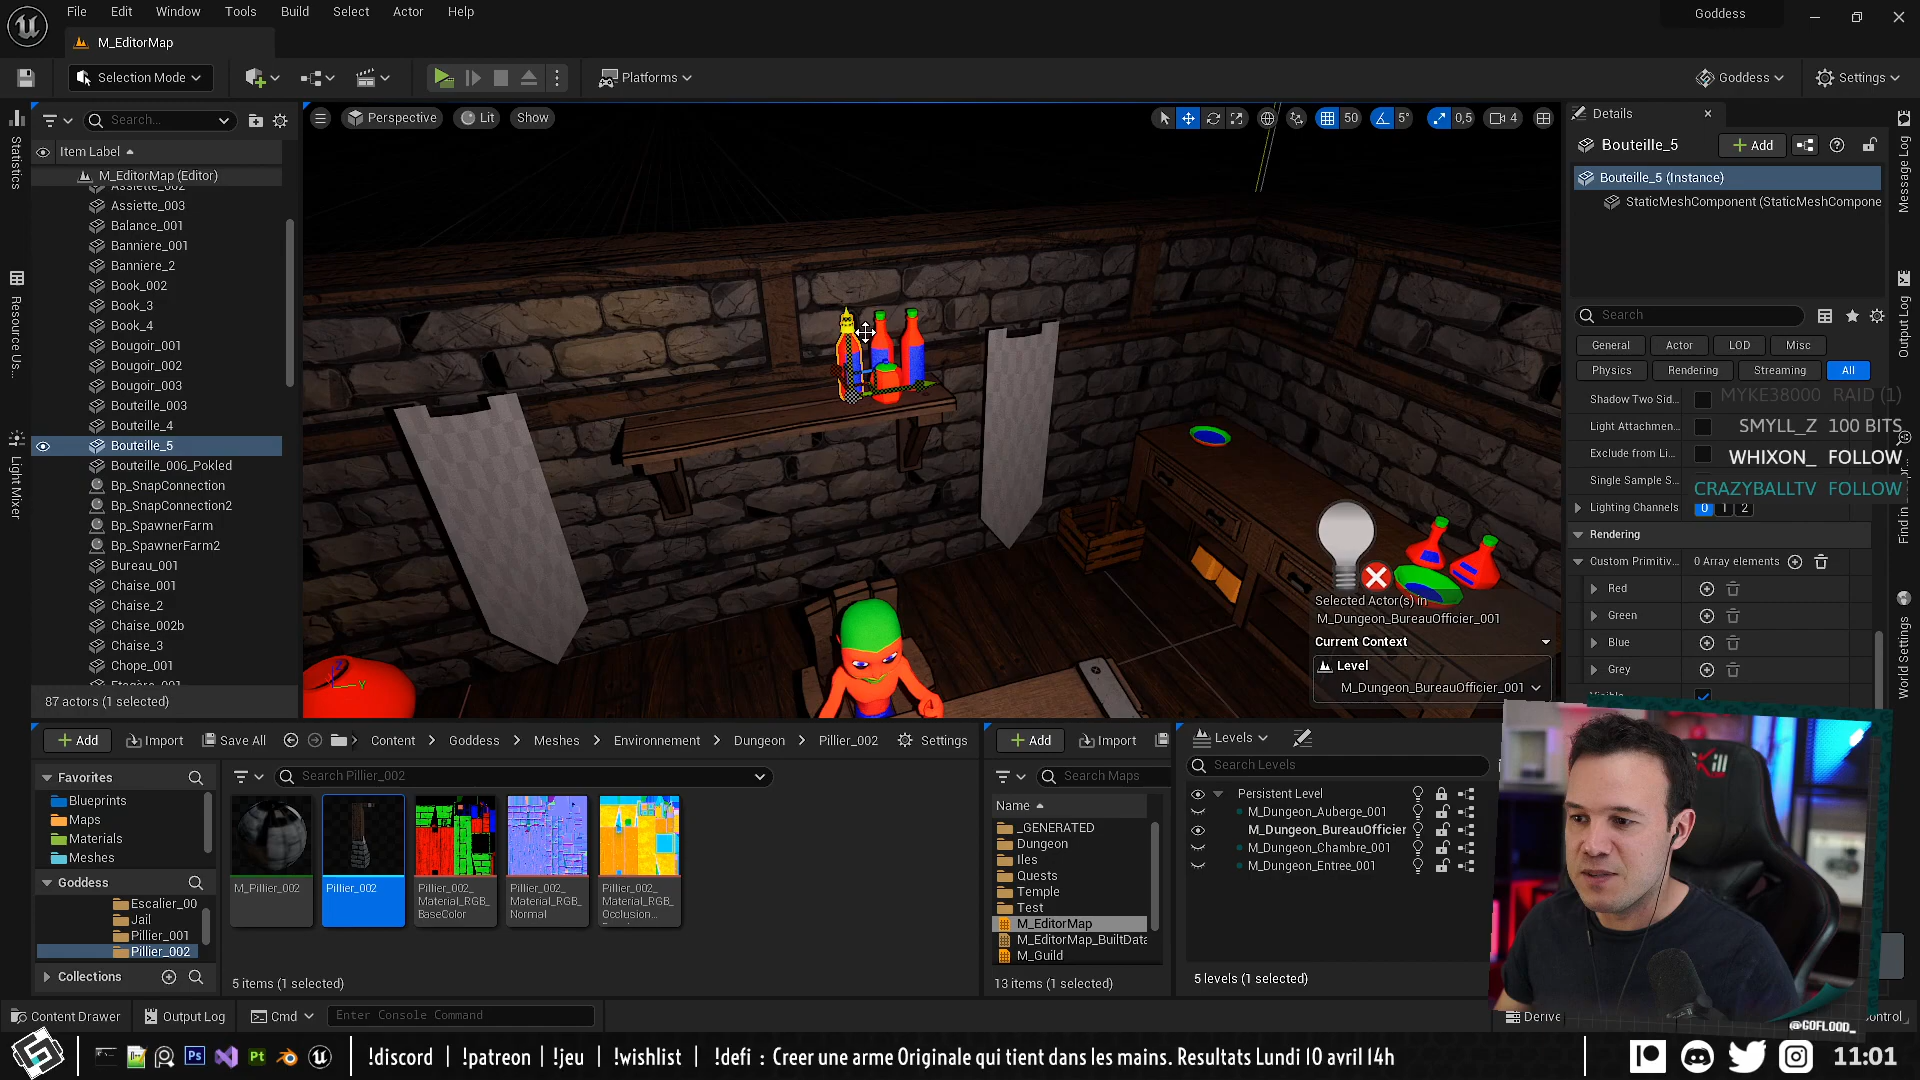 File Edit Window Tools Build Select Actor Help
Goddess
M_EditorMap
Selection Mode
Platforms
Goddess
Settings
Statistics
Resource Us...
Light Mixer
Search...
Item Label
M_EditorMap (Editor)
Assiette_002
Assiette_003
Balance_001
Banniere_001
Banniere_2
Book_002
Book_3
Book_4
Bougoir_001
Bougoir_002
Bougoir_003
Bouteille_003
Bouteille_4
Bouteille_5
Bouteille_006_Pokled
Bp_SnapConnection
Bp_SnapConnection2
Bp_SpawnerFarm
Bp_SpawnerFarm2
Bureau_001
Chaise_001
Chaise_2
Chaise_002b
Chaise_3
Chope_001
87 actors (1 selected)
Perspective
Lit
Show
50
5°
0,5
4
Selected Actor(s) in
M_Dungeon_BureauOfficier_001
Current Context
Level
M_Dungeon_BureauOfficier_001
Details
Bouteille_5
Add
Bouteille_5 (Instance)
StaticMeshComponent (StaticMeshCompone
Search
General Actor LOD Misc
Physics Rendering Streaming All
Shadow Two Sid...
Light Attachmen...
Exclude from Li...
Single Sample S...
Lighting Channels 0 1 2
Rendering
Custom Primitiv... 0 Array elements
Red
Green
Blue
Grey
MYKE38000 RAID (1)
SMYLL_Z 100 BITS
WHIXON_ FOLLOW
CRAZYBALLTV FOLLOW
Message Log
Output Log
World Settings
Add
Import
Save All
Content
Goddess
Meshes
Environnement
Dungeon
Pillier_002
Settings
Favorites
Blueprints
Maps
Materials
Meshes
Goddess
Escalier_00
Jail
Pillier_001
Pillier_002
Collections
Search Pillier_002
M_Pillier_002
Pillier_002
Pillier_002_
Material_RGB_
BaseColor
Pillier_002_
Material_RGB_
Normal
Pillier_002_
Material_RGB_
Occlusion...
5 items (1 selected)
Add
Import
Search Maps
Name
_GENERATED
Dungeon
Iles
Quests
Temple
Test
M_EditorMap
M_EditorMap_BuiltData
M_Guild
13 items (1 selected)
Levels
Search Levels
Persistent Level
M_Dungeon_Auberge_001
M_Dungeon_BureauOfficier
M_Dungeon_Chambre_001
M_Dungeon_Entree_001
5 levels (1 selected)
Content Drawer
Output Log
Cmd
Enter Console Command
Derive
ontrol
@GOFLOOD_
!discord | !patreon | !jeu | !wishlist | !defi : Creer une arme Originale qui tient dans les mains. Resultats Lundi 10 avril 14h
11:01